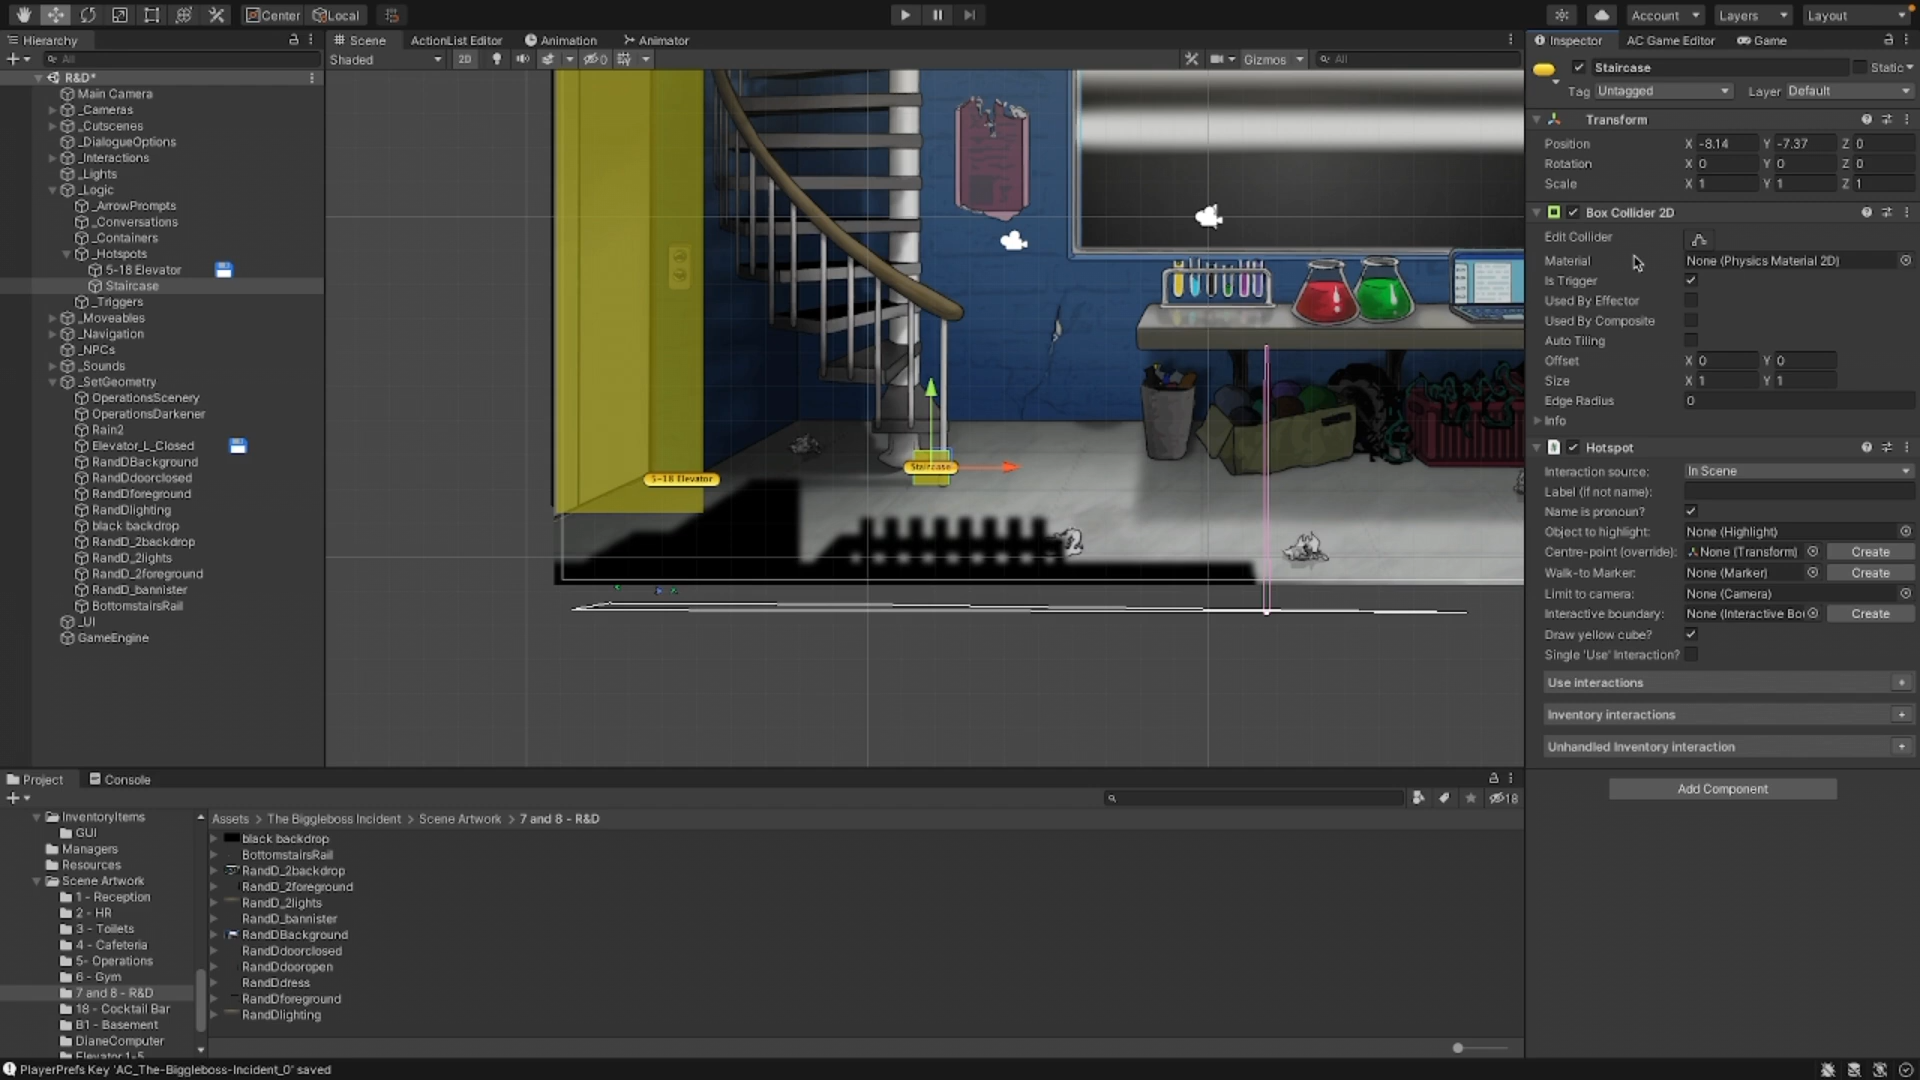 Center Local Account Layers Layout
Hierarchy Scene ActionList Editor Animation Animator Inspector AC Game Editor Game
All Shaded 2D 0 Gizmos All
R&D*
Main Camera
_Cameras
_Cutscenes
_DialogueOptions
_Interactions
_Lights
_Logic
_ArrowPrompts
_Conversations
_Containers
_Hotspots
5-18 Elevator
Staircase
_Triggers
_Moveables
_Navigation
_NPCs
_Sounds
_SetGeometry
OperationsScenery
OperationsDarkener
Rain2
Elevator_L_Closed
RandDBackground
RandDdoorclosed
RandDforeground
RandDlighting
black backdrop
RandD_2backdrop
RandD_2lights
RandD_2foreground
RandD_bannister
BottomstairsRail
_UI
GameEngine
Staircase
5-18 Elevator
Staircase Static
Tag Untagged Layer Default
Transform
Position X -8.14 Y -7.37 Z 0
Rotation X 0 Y 0 Z 0
Scale X 1 Y 1 Z 1
Box Collider 2D
Edit Collider
Material None (Physics Material 2D)
Is Trigger
Used By Effector
Used By Composite
Auto Tiling
Offset X 0 Y 0
Size X 1 Y 1
Edge Radius 0
Info
Hotspot
Interaction source: In Scene
Label (if not name):
Name is pronoun?
Object to highlight: None (Highlight)
Centre-point (override): None (Transform) Create
Walk-to Marker: None (Marker) Create
Limit to camera: None (Camera)
Interactive boundary: None (Interactive Bou Create
Draw yellow cube?
Single 'Use' Interaction?
Use interactions +
Inventory interactions +
Unhandled Inventory interaction +
Add Component
Project Console
18
InventoryItems
GUI
Managers
Resources
Scene Artwork
1 - Reception
2 - HR
3 - Toilets
4 - Cafeteria
5- Operations
6 - Gym
7 and 8 - R&D
18 - Cocktail Bar
B1 - Basement
DianeComputer
Elevator 1-5
Assets > The Biggleboss Incident > Scene Artwork > 7 and 8 - R&D
black backdrop
BottomstairsRail
RandD_2backdrop
RandD_2foreground
RandD_2lights
RandD_bannister
RandDBackground
RandDdoorclosed
RandDdooropen
RandDdress
RandDforeground
RandDlighting
PlayerPrefs Key 'AC_The-Biggleboss-Incident_0' saved